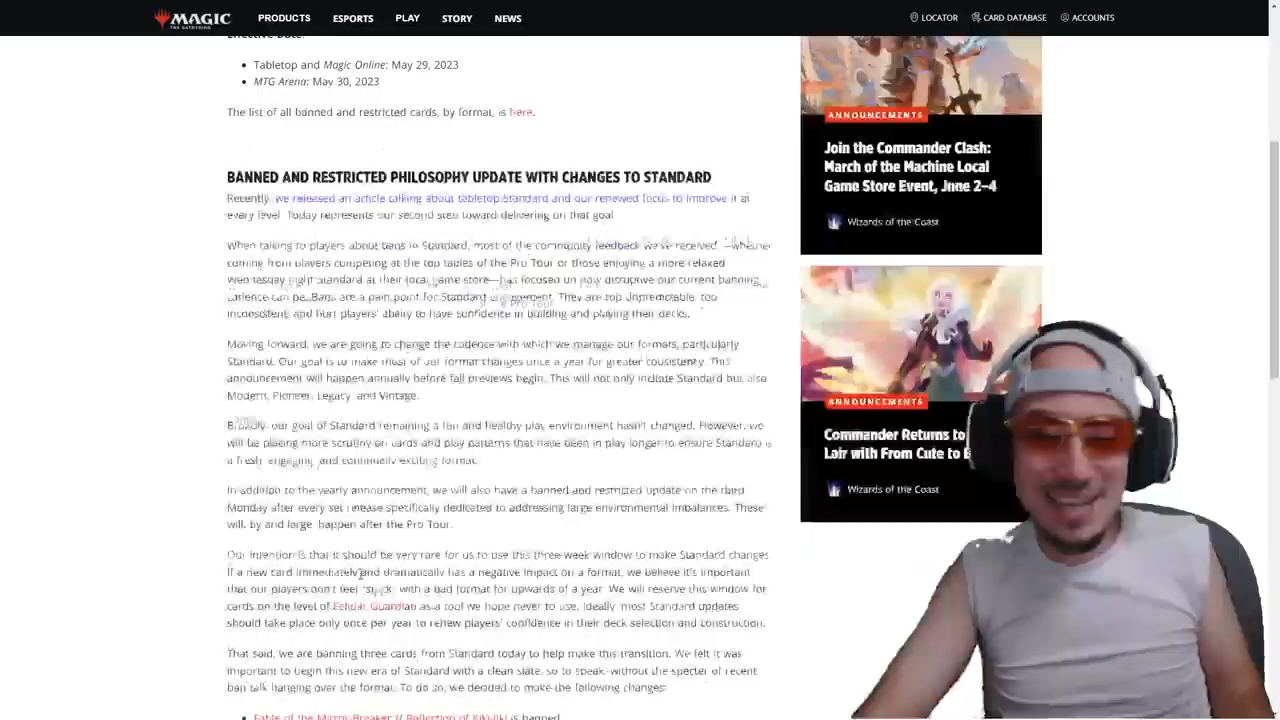 MAGIC
THE GATHERING
PRODUCTS
ESPORTS
PLAY
STORY
NEWS
LOCATOR
CARD DATABASE
ACCOUNTS
Effective Date:
• Tabletop and Magic Online: May 29, 2023
• MTG Arena: May 30, 2023
The list of all banned and restricted cards, by format, is here.
BANNED AND RESTRICTED PHILOSOPHY UPDATE WITH CHANGES TO STANDARD
Recently, we released an article talking about tabletop Standard and our renewed focus to improve it at
every level. Today represents our second step toward delivering on that goal.
When talking to players about bans in Standard, most of the community feedback we've received—whether
coming from players competing at the top tables of the Pro Tour or those enjoying a more relaxed
Wednesday night Standard at their local game store—has focused on how disruptive our current banning
cadence can be. Bans are a pain point for Standard engagement. They are too unpredictable, too
inconsistent, and hurt players' ability to have confidence in building and playing their decks.
Moving forward, we are going to change the cadence with which we manage our formats, particularly
Standard. Our goal is to make most of our format changes once a year for greater consistency. This
announcement will happen annually before fall previews begin. This will not only include Standard but also
Modern, Pioneer, Legacy, and Vintage.
Broadly, our goal of Standard remaining a fun and healthy play environment hasn't changed. However, we
will be placing more scrutiny on cards and play patterns that have been in play longer to ensure Standard is
a fresh, engaging, and continually exciting format.
In addition to the yearly announcement, we will also have a banned and restricted update on the third
Monday after every set release specifically dedicated to addressing large environmental imbalances. These
will, by and large, happen after the Pro Tour.
Our intention is that it should be very rare for us to use this three-week window to make Standard changes.
If a new card immediately and dramatically has a negative impact on a format, we believe it's important
that our players don't feel "stuck" with a bad format for upwards of a year. We will reserve this window for
cards on the level of Felidar Guardian as a tool we hope never to use. Ideally, most Standard updates
should take place only once per year to renew players' confidence in their deck selection and construction.
That said, we are banning three cards from Standard today to help make this transition. We felt it was
important to begin this new era of Standard with a clean slate, so to speak, without the specter of recent
ban talk hanging over the format. To do so, we decided to make the following changes:
• Fable of the Mirror-Breaker // Reflection of Kiki-Jiki is banned
ANNOUNCEMENTS
Join the Commander Clash:
March of the Machine Local
Game Store Event, June 2–4
Wizards of the Coast
ANNOUNCEMENTS
Commander Returns to
Lair with From Cute to
Wizards of the Coast